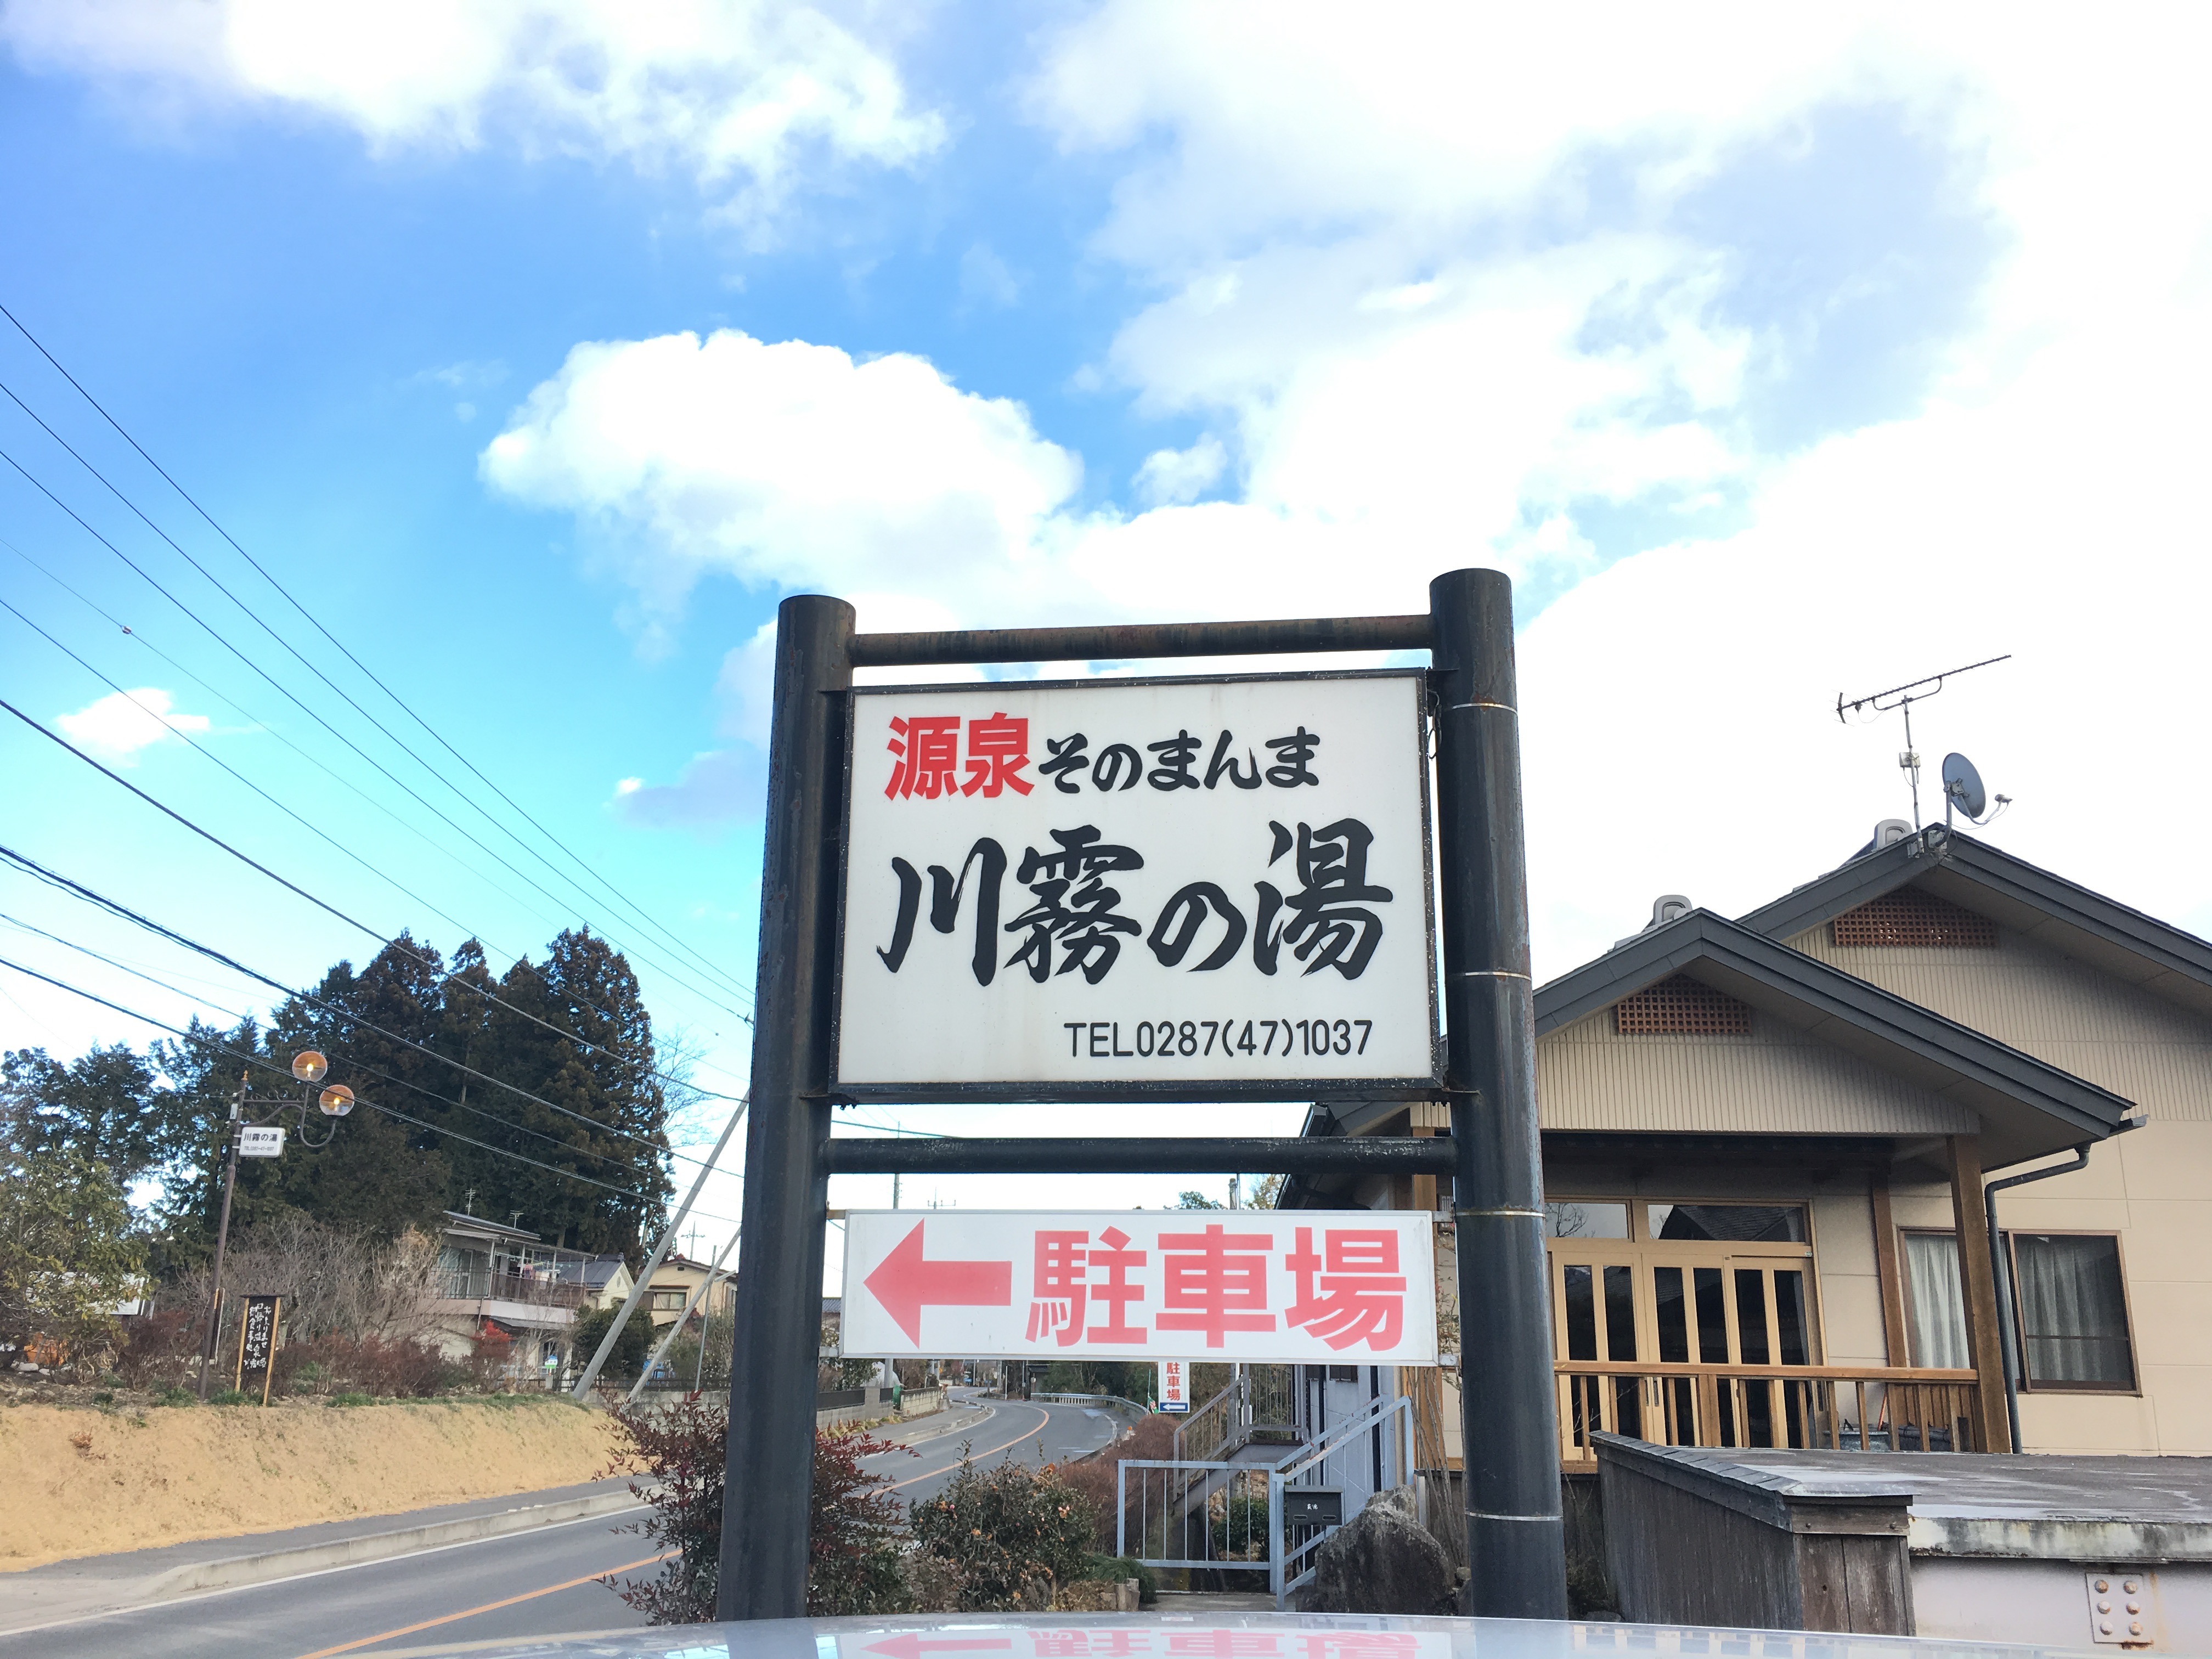 源泉そのまんま
川霧の湯
TEL0287(47)1037
← 駐車場
川霧の湯
駐車場
←